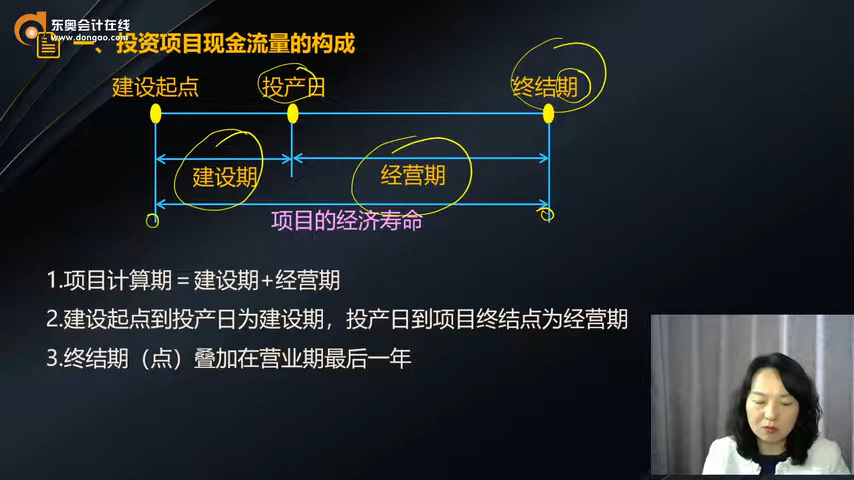 东奥会计在线
www.dongao.com
一、投资项目现金流量的构成
建设起点 投产日 终结期
建设期 经营期
项目的经济寿命
1.项目计算期＝建设期+经营期
2.建设起点到投产日为建设期，投产日到项目终结点为经营期
3.终结期（点）叠加在营业期最后一年